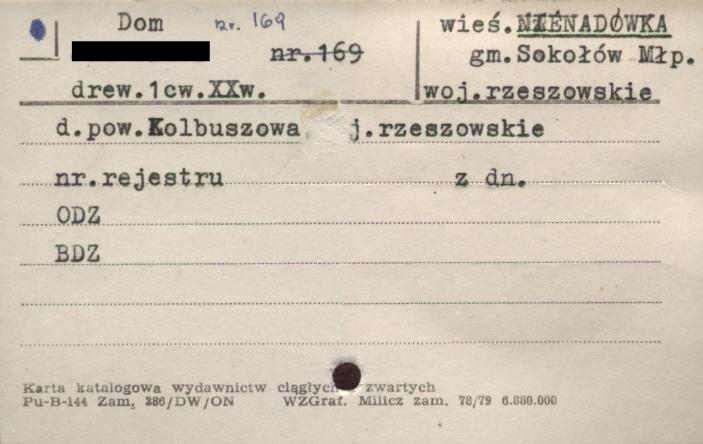 Dom nr. 169 wieś.NIENADÓWKA
nr.169 gm.Sokołów Młp.
drew.1cw.XXw. woj.rzeszowskie
d.pow.Kolbuszowa j.rzeszowskie
nr.rejestru z dn.
ODZ
BDZ
Karta katalogowa wydawnictw ciągłych zwartych
Pu-B-144 Zam, 386/DW/ON WZGraf. Milicz zam. 78/79 6.880.000